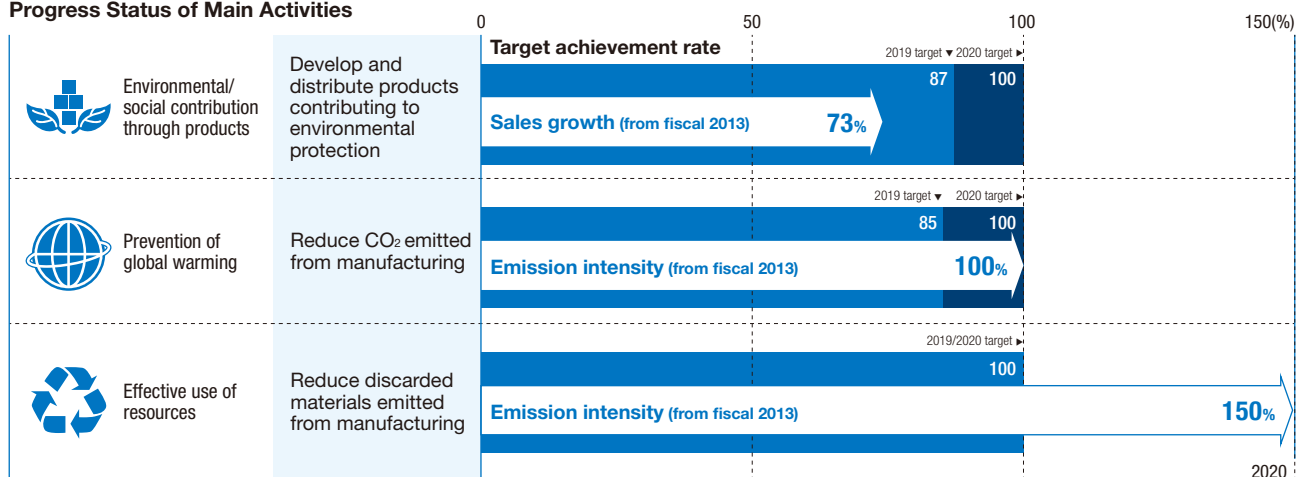 Progress Status of Main Activities
0
50
100
150(%)
Environmental/
social contribution
through products
Develop and
distribute products
contributing to
environmental
protection
Target achievement rate
2019 target ▼ 2020 target ►
87
100
Sales growth (from fiscal 2013)
73%
Prevention of
global warming
Reduce CO2 emitted
from manufacturing
2019 target ▼ 2020 target ►
85
100
Emission intensity (from fiscal 2013)
100%
Effective use of
resources
Reduce discarded
materials emitted
from manufacturing
2019/2020 target ►
100
Emission intensity (from fiscal 2013)
150%
2020